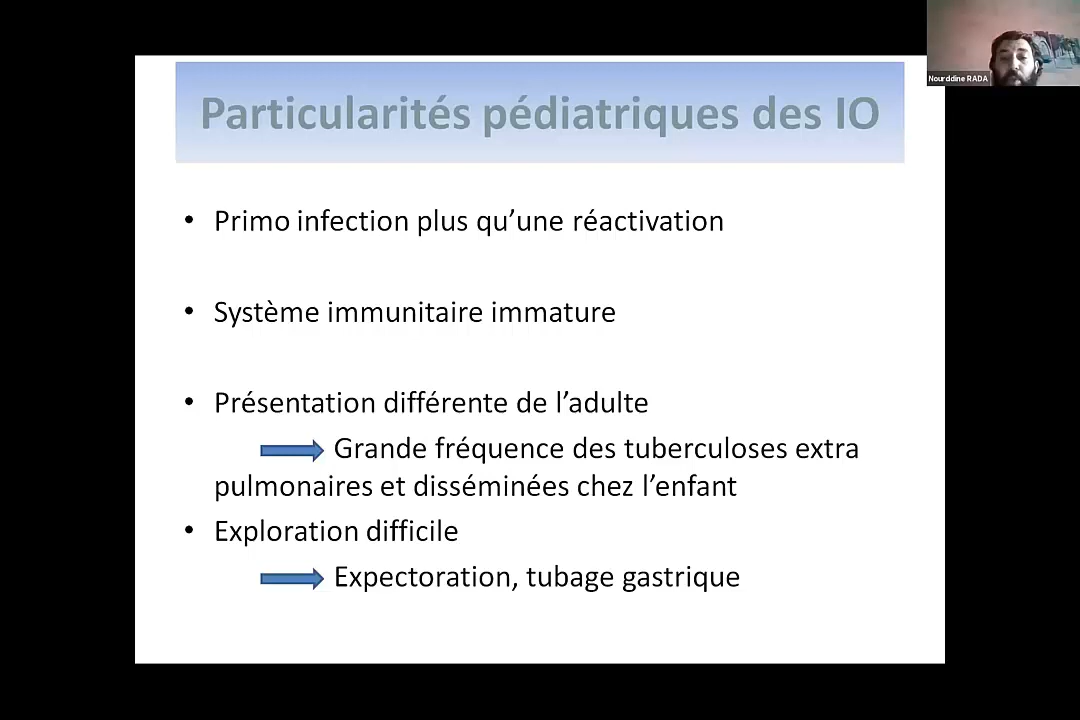 Nourddine RADA
Particularités pédiatriques des IO
• Primo infection plus qu’une réactivation
• Système immunitaire immature
• Présentation différente de l’adulte
Grande fréquence des tuberculoses extra
pulmonaires et disséminées chez l’enfant
• Exploration difficile
Expectoration, tubage gastrique